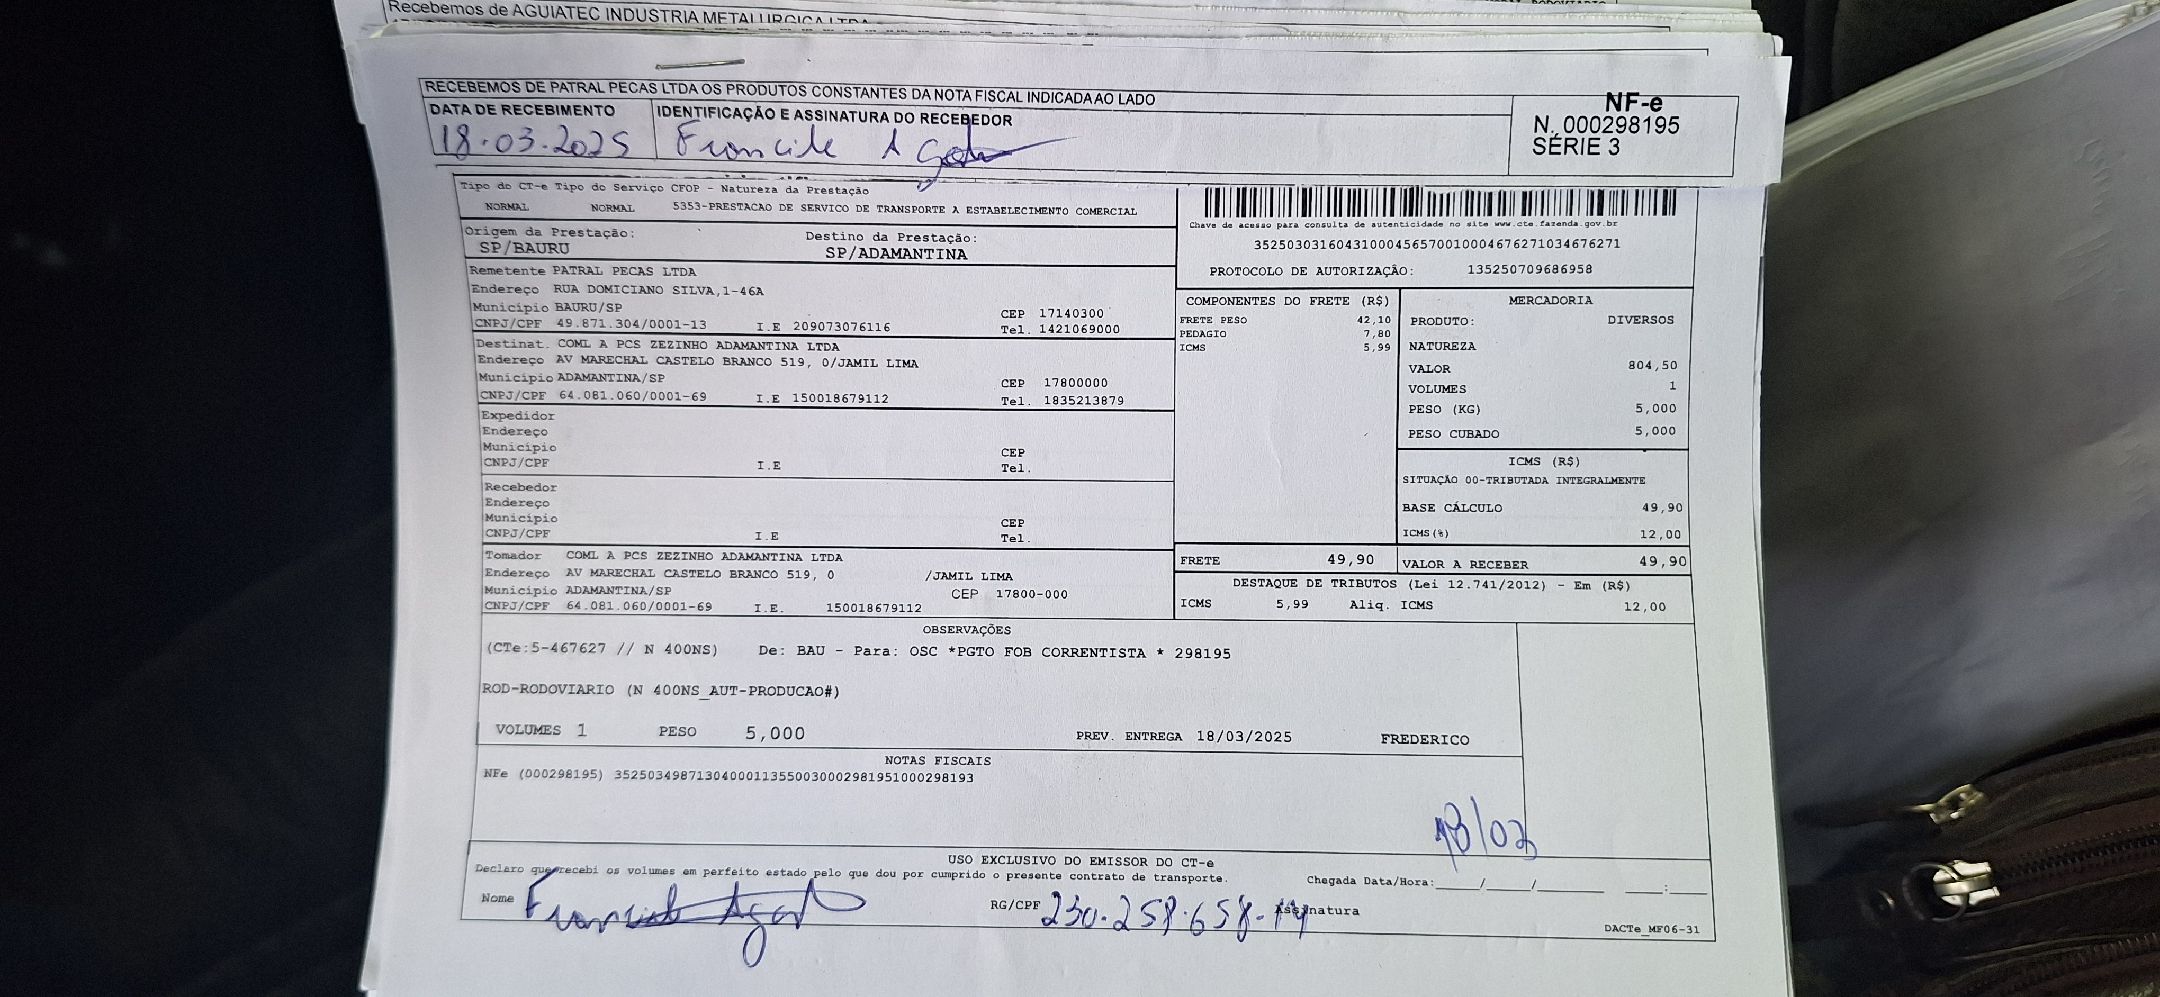 Recebemos de AGUIATEC INDUSTRIA METALURGICA LTDA
RECEBEMOS DE PATRAL PECAS LTDA OS PRODUTOS CONSTANTES DA NOTA FISCAL INDICADA AO LADO
DATA DE RECEBIMENTO IDENTIFICAÇÃO E ASSINATURA DO RECEBEDOR
18.03.2025
NF-e
N. 000298195
SÉRIE 3
Tipo do CT-e Tipo do Serviço CFOP - Natureza da Prestação
NORMAL NORMAL 5353-PRESTACAO DE SERVICO DE TRANSPORTE A ESTABELECIMENTO COMERCIAL
Origem da Prestação: Destino da Prestação:
SP/BAURU SP/ADAMANTINA
Chave de acesso para consulta de autenticidade no site www.cte.fazenda.gov.br
35250303160431000456570010004676271034676271
PROTOCOLO DE AUTORIZAÇÃO: 135250709686958
Remetente PATRAL PECAS LTDA
Endereço RUA DOMICIANO SILVA,1-46A
Município BAURU/SP CEP 17140300
CNPJ/CPF 49.871.304/0001-13 I.E 209073076116 Tel. 1421069000
Destinat. COML A PCS ZEZINHO ADAMANTINA LTDA
Endereço AV MARECHAL CASTELO BRANCO 519, 0/JAMIL LIMA
Município ADAMANTINA/SP CEP 17800000
CNPJ/CPF 64.081.060/0001-69 I.E 150018679112 Tel. 1835213879
Expedidor
Endereço
Município CEP
CNPJ/CPF I.E Tel.
Recebedor
Endereço
Município CEP
CNPJ/CPF I.E Tel.
Tomador COML A PCS ZEZINHO ADAMANTINA LTDA
Endereço AV MARECHAL CASTELO BRANCO 519, 0 /JAMIL LIMA
Município ADAMANTINA/SP CEP 17800-000
CNPJ/CPF 64.081.060/0001-69 I.E. 150018679112
COMPONENTES DO FRETE (R$)
FRETE PESO 42,10
PEDAGIO 7,80
ICMS 5,99
MERCADORIA
PRODUTO: DIVERSOS
NATUREZA
VALOR 804,50
VOLUMES 1
PESO (KG) 5,000
PESO CUBADO 5,000
ICMS (R$)
SITUAÇÃO 00-TRIBUTADA INTEGRALMENTE
BASE CÁLCULO 49,90
ICMS(%) 12,00
FRETE 49,90 VALOR A RECEBER 49,90
DESTAQUE DE TRIBUTOS (Lei 12.741/2012) - Em (R$)
ICMS 5,99 Aliq. ICMS 12,00
OBSERVAÇÕES
(CTe:5-467627 // N 400NS) De: BAU - Para: OSC *PGTO FOB CORRENTISTA * 298195
ROD-RODOVIARIO (N 400NS_AUT-PRODUCAO#)
VOLUMES 1 PESO 5,000 PREV. ENTREGA 18/03/2025 FREDERICO
NOTAS FISCAIS
NFe (000298195) 35250349871304000113550030002981951000298193
18/03
USO EXCLUSIVO DO EMISSOR DO CT-e
Declaro que recebi os volumes em perfeito estado pelo que dou por cumprido o presente contrato de transporte. Chegada Data/Hora:____/____/______ ____:____
Nome RG/CPF Assinatura
DACTe_MF06-31